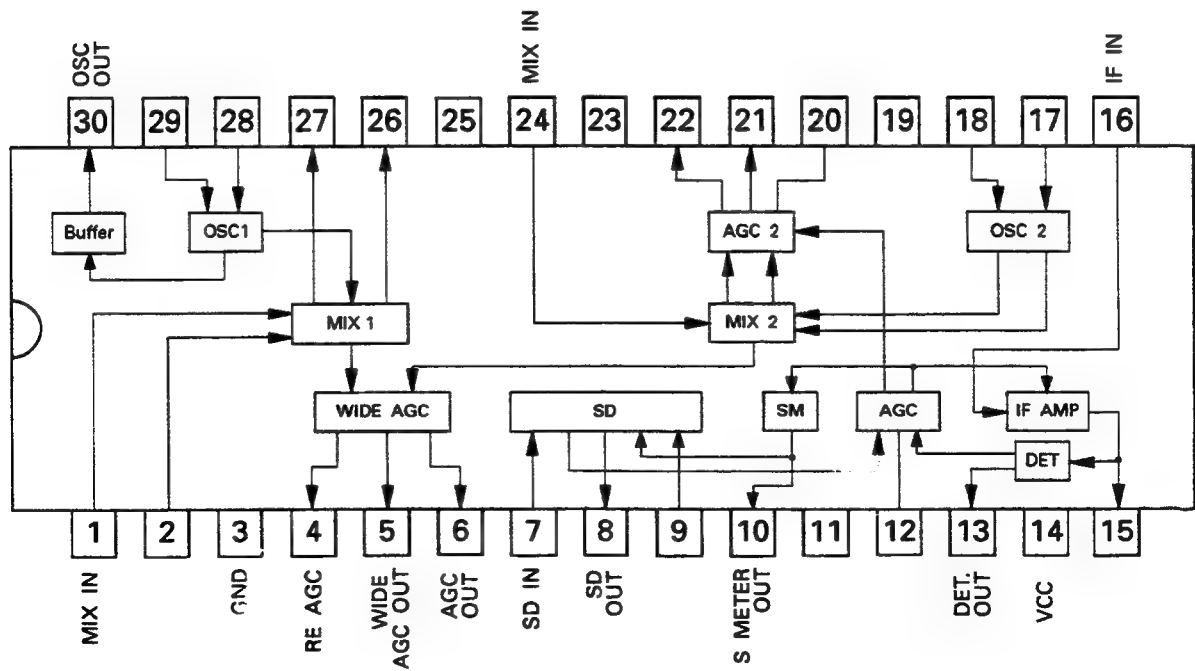 OSC
OUT
MIX IN
IF IN
30 29 28 27 26 25 24 23 22 21 20 19 18 17 16
Buffer OSC1 AGC 2 OSC 2
MIX 1 MIX 2
WIDE AGC SD SM AGC IF AMP
DET
1 2 3 4 5 6 7 8 9 10 11 12 13 14 15
MIX IN
GND
RE AGC
WIDE
AGC OUT
AGC
OUT
SD IN
SD
OUT
S METER
OUT
DET.
OUT
VCC